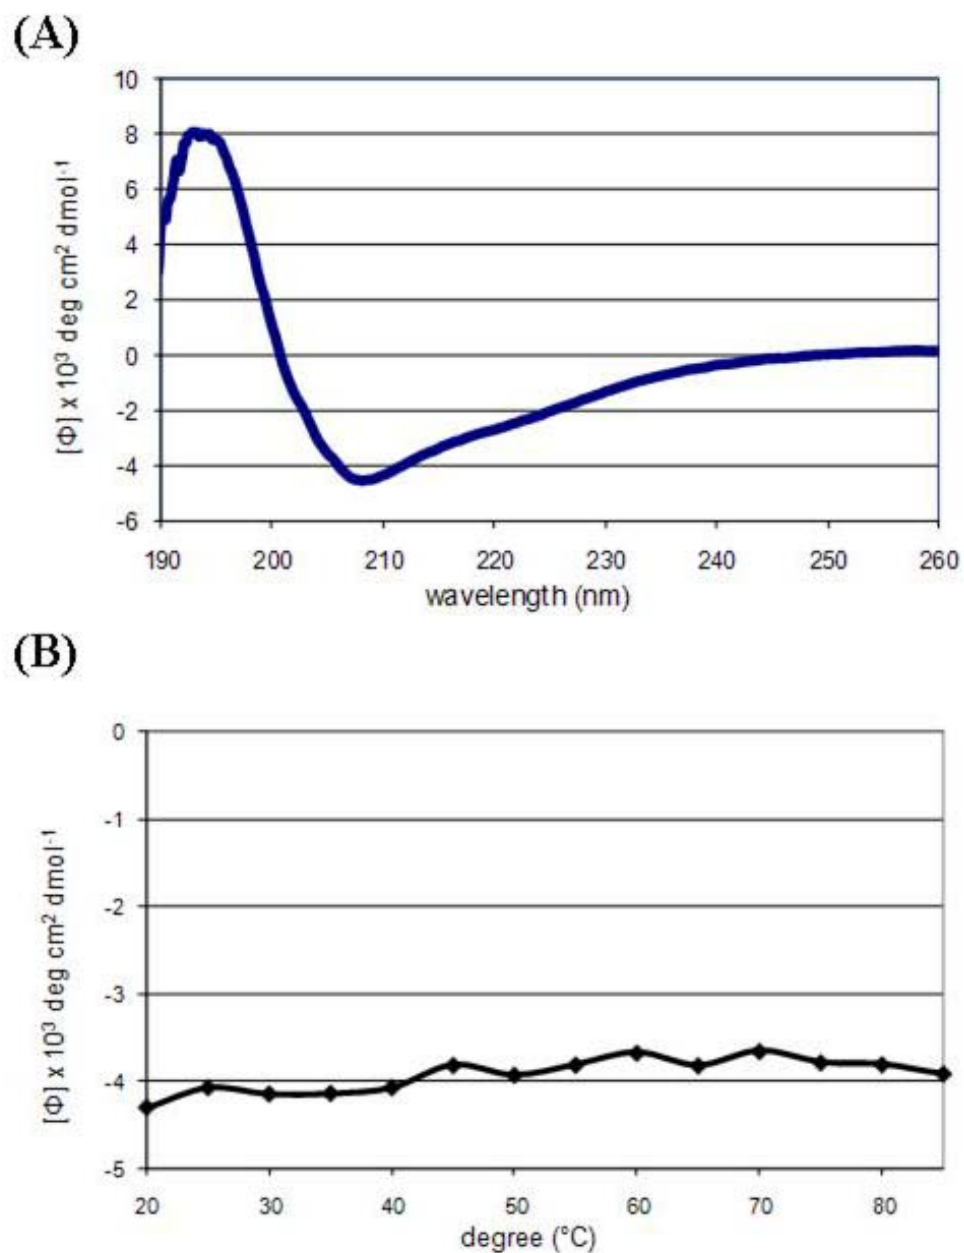 (A)
10
8
6
4
2
0
-2
-4
-6
[Φ] x 10³ deg cm² dmol⁻¹
190 200 210 220 230 240 250 260
wavelength (nm)
(B)
0
-1
-2
-3
-4
-5
[Φ] x 10³ deg cm² dmol⁻¹
20 30 40 50 60 70 80
degree (°C)